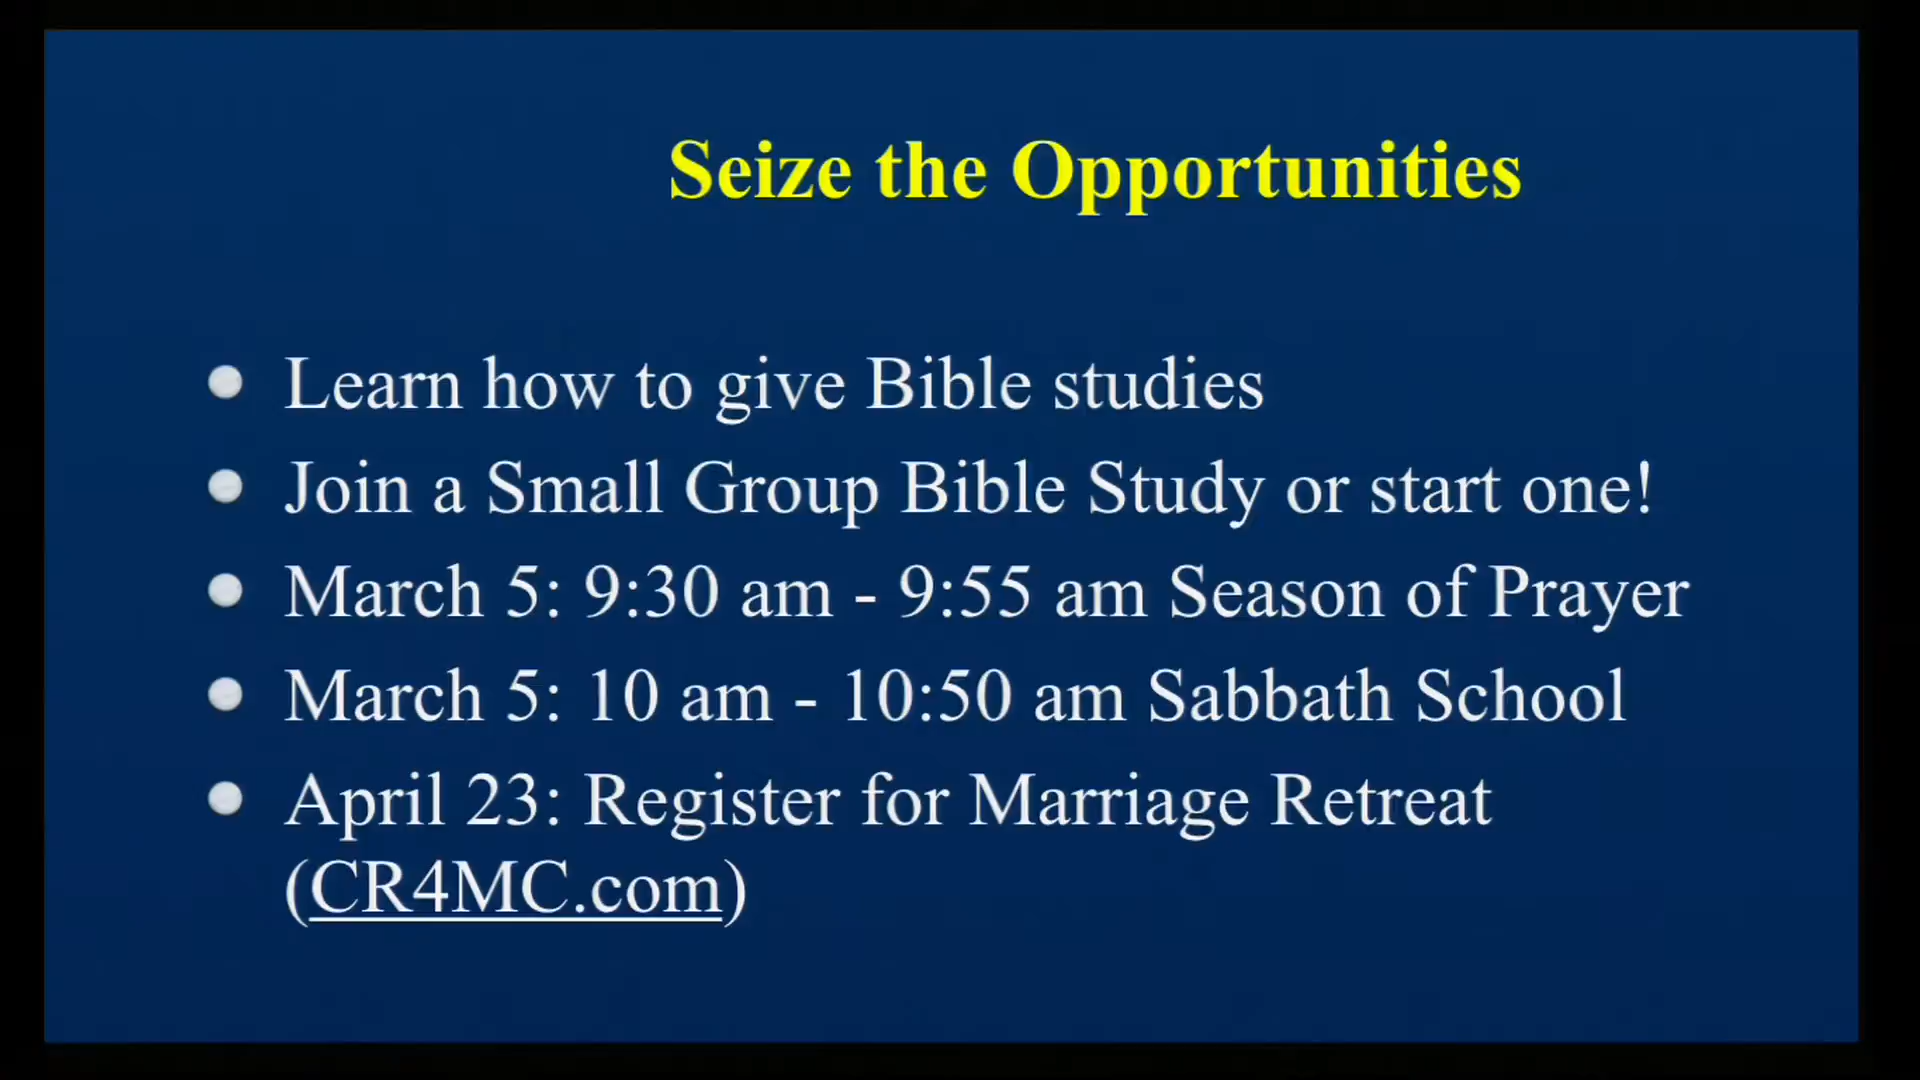 Seize the Opportunities
• Learn how to give Bible studies
• Join a Small Group Bible Study or start one!
• March 5: 9:30 am - 9:55 am Season of Prayer
• March 5: 10 am - 10:50 am Sabbath School
• April 23: Register for Marriage Retreat
(CR4MC.com)